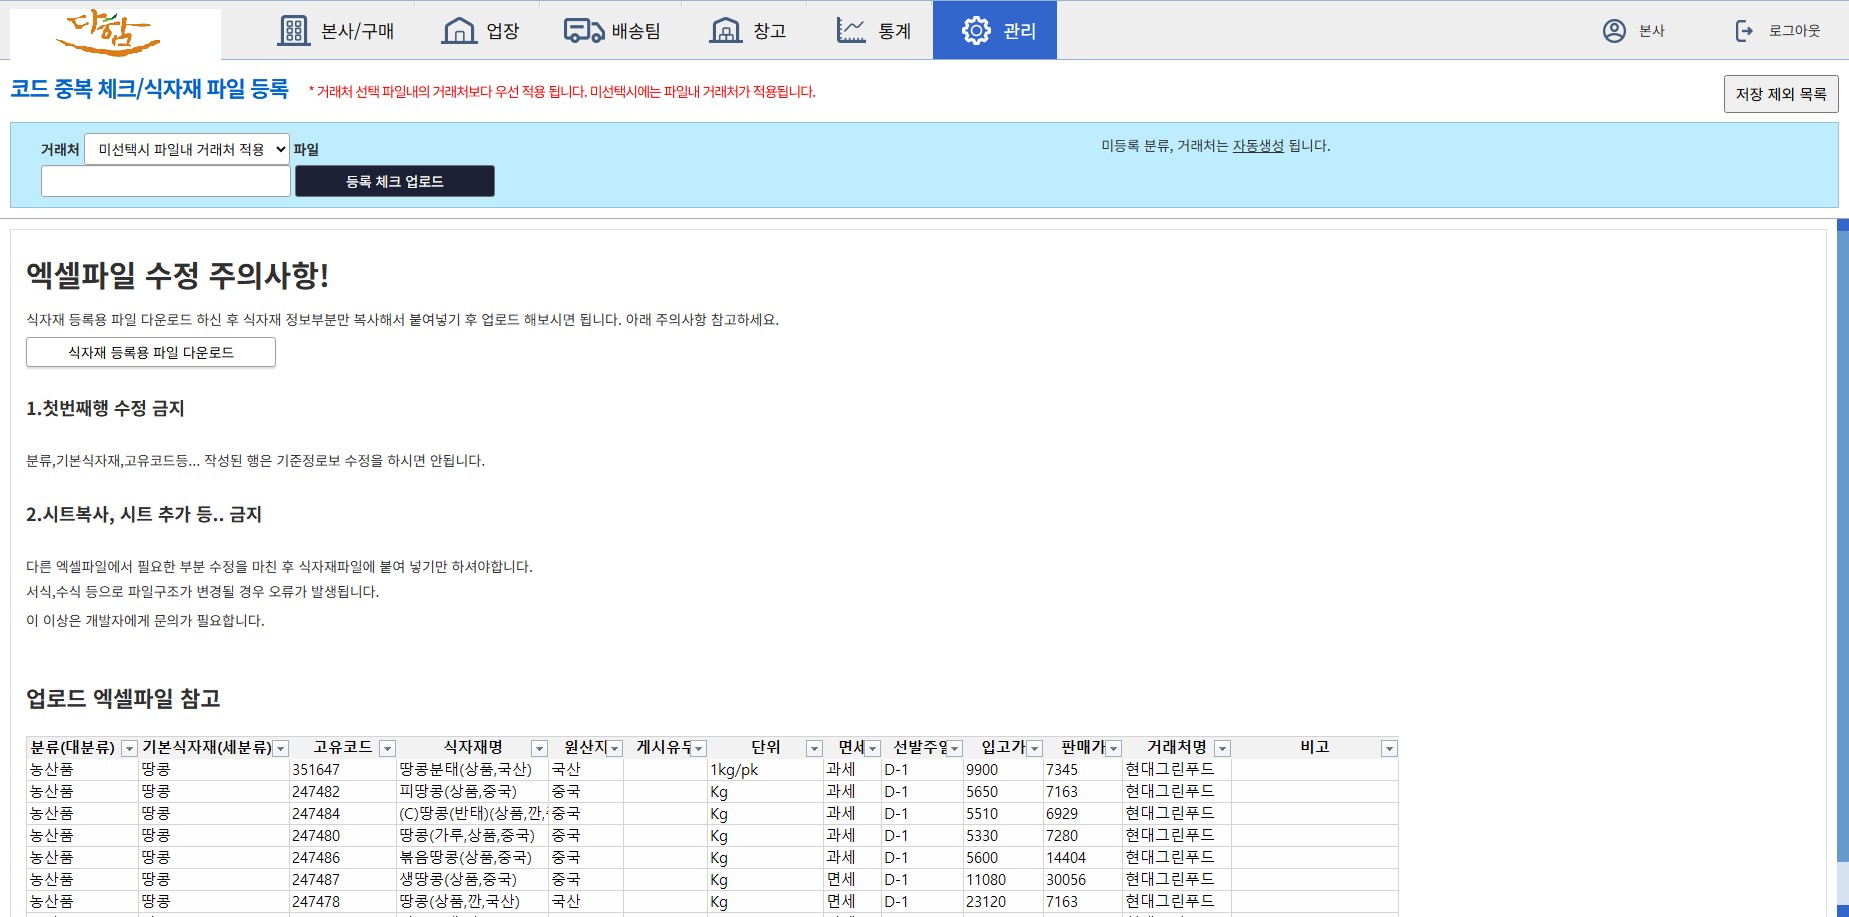 다함
본사/구매 업장 배송팀 창고 통계 관리 본사 로그아웃
코드 중복 체크/식자재 파일 등록 * 거래처 선택 파일내의 거래처보다 우선 적용 됩니다. 미선택시에는 파일내 거래처가 적용됩니다. 저장 제외 목록
거래처 미선택시 파일내 거래처 적용 파일 미등록 분류, 거래처는 자동생성 됩니다.
등록 체크 업로드
엑셀파일 수정 주의사항!
식자재 등록용 파일 다운로드 하신 후 식자재 정보부분만 복사해서 붙여넣기 후 업로드 해보시면 됩니다. 아래 주의사항 참고하세요.
식자재 등록용 파일 다운로드
1.첫번째행 수정 금지
분류,기본식자재,고유코드등... 작성된 행은 기준정로보 수정을 하시면 안됩니다.
2.시트복사, 시트 추가 등.. 금지
다른 엑셀파일에서 필요한 부분 수정을 마친 후 식자재파일에 붙여 넣기만 하셔야합니다.
서식,수식 등으로 파일구조가 변경될 경우 오류가 발생됩니다.
이 이상은 개발자에게 문의가 필요합니다.
업로드 엑셀파일 참고
분류(대분류) 기본식자재(세분류) 고유코드 식자재명 원산지 게시유무 단위 면세 선발주일 입고가 판매가 거래처명 비고
농산품 땅콩 351647 땅콩분태(상품,국산) 국산 1kg/pk 과세 D-1 9900 7345 현대그린푸드
농산품 땅콩 247482 피땅콩(상품,중국) 중국 Kg 과세 D-1 5650 7163 현대그린푸드
농산품 땅콩 247484 (C)땅콩(반태)(상품,깐, 중국 Kg 과세 D-1 5510 6929 현대그린푸드
농산품 땅콩 247480 땅콩(가루,상품,중국) 중국 Kg 과세 D-1 5330 7280 현대그린푸드
농산품 땅콩 247486 볶음땅콩(상품,중국) 중국 Kg 과세 D-1 5600 14404 현대그린푸드
농산품 땅콩 247487 생땅콩(상품,중국) 중국 Kg 면세 D-1 11080 30056 현대그린푸드
농산품 땅콩 247478 땅콩(상품,깐,국산) 국산 Kg 면세 D-1 23120 7163 현대그린푸드